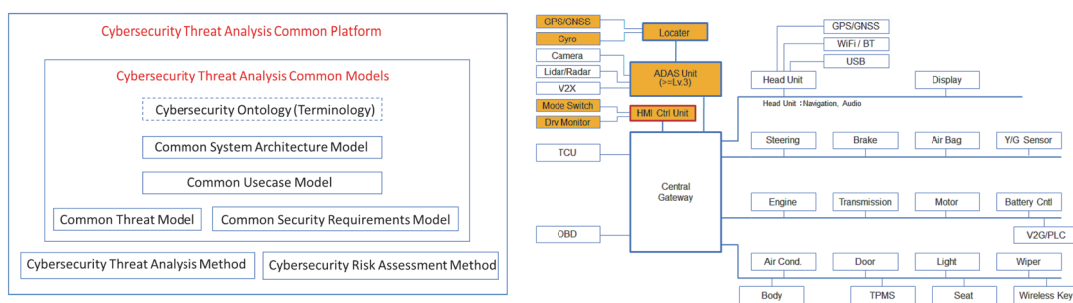 Cybersecurity Threat Analysis Common Platform
Cybersecurity Threat Analysis Common Models
Cybersecurity Ontology (Terminology)
Common System Architecture Model
Common Usecase Model
Common Threat Model
Common Security Requirements Model
Cybersecurity Threat Analysis Method
Cybersecurity Risk Assessment Method
GPS/GNSS
Gyro
Camera
Lidar/Radar
V2X
Mode Switch
Drv Monitor
TCU
OBD
Locater
ADAS Unit
(>=Lv.3)
HMI Ctrl Unit
Central
Gateway
GPS/GNSS
WiFi / BT
USB
Head Unit
Display
Head Unit :Navigation, Audio
Steering
Brake
Air Bag
Y/G Sensor
Engine
Transmission
Motor
Battery Cntl
V2G/PLC
Air Cond.
Door
Light
Wiper
Body
TPMS
Seat
Wireless Key